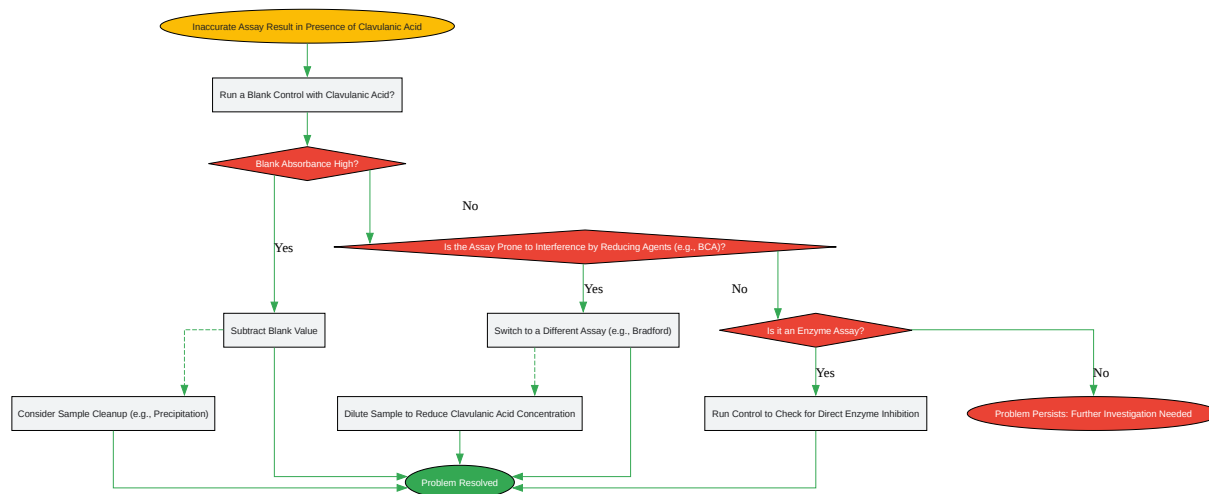 Inaccurate Assay Result in Presence of Clavulanic Acid
Run a Blank Control with Clavulanic Acid?
Blank Absorbance High?
No
Is the Assay Prone to Interference by Reducing Agents (e.g., BCA)?
Yes
Yes
No
Subtract Blank Value
Switch to a Different Assay (e.g., Bradford)
Is it an Enzyme Assay?
Yes
No
Consider Sample Cleanup (e.g., Precipitation)
Dilute Sample to Reduce Clavulanic Acid Concentration
Run Control to Check for Direct Enzyme Inhibition
Problem Persists: Further Investigation Needed
Problem Resolved